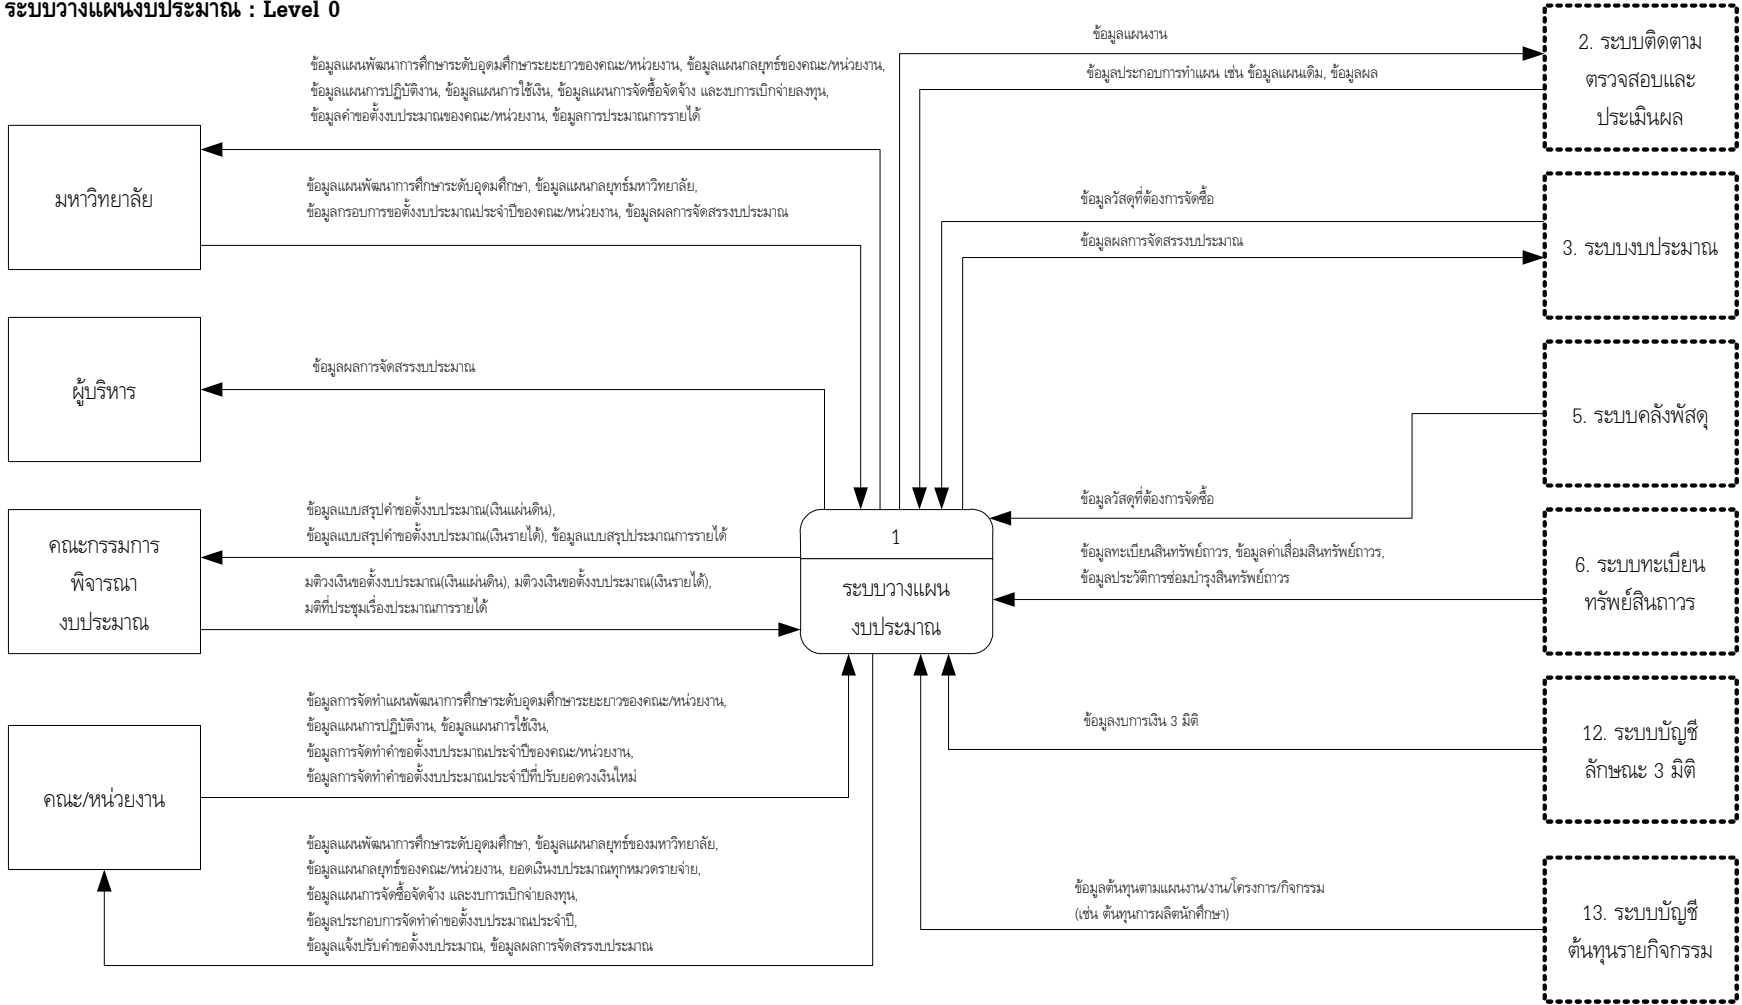 ระบบวางแผนงบประมาณ : Level 0
ข้อมูลแผนพัฒนาการศึกษาระดับอุดมศึกษาระยะยาวของคณะ/หน่วยงาน, ข้อมูลแผนกลยุทธ์ของคณะ/หน่วยงาน,
ข้อมูลแผนการปฏิบัติงาน, ข้อมูลแผนการใช้เงิน, ข้อมูลแผนการจัดซื้อจัดจ้าง และงบการเบิกจ่ายลงทุน,
ข้อมูลคำขอตั้งงบประมาณของคณะ/หน่วยงาน, ข้อมูลการประมาณการรายได้
มหาวิทยาลัย
ข้อมูลแผนพัฒนาการศึกษาระดับอุดมศึกษา, ข้อมูลแผนกลยุทธ์มหาวิทยาลัย,
ข้อมูลกรอบการขอตั้งงบประมาณประจำปีของคณะ/หน่วยงาน, ข้อมูลผลการจัดสรรงบประมาณ
ผู้บริหาร
ข้อมูลผลการจัดสรรงบประมาณ
คณะกรรมการ
พิจารณา
งบประมาณ
ข้อมูลแบบสรุปคำขอตั้งงบประมาณ(เงินแผ่นดิน),
ข้อมูลแบบสรุปคำขอตั้งงบประมาณ(เงินรายได้), ข้อมูลแบบสรุปประมาณการรายได้
มติวงเงินขอตั้งงบประมาณ(เงินแผ่นดิน), มติวงเงินขอตั้งงบประมาณ(เงินรายได้),
มติที่ประชุมเรื่องประมาณการรายได้
คณะ/หน่วยงาน
ข้อมูลการจัดทำแผนพัฒนาการศึกษาระดับอุดมศึกษาระยะยาวของคณะ/หน่วยงาน,
ข้อมูลแผนการปฏิบัติงาน, ข้อมูลแผนการใช้เงิน,
ข้อมูลการจัดทำคำขอตั้งงบประมาณประจำปีของคณะ/หน่วยงาน,
ข้อมูลการจัดทำคำขอตั้งงบประมาณประจำปีที่ปรับยอดวงเงินใหม่
ข้อมูลแผนพัฒนาการศึกษาระดับอุดมศึกษา, ข้อมูลแผนกลยุทธ์ของมหาวิทยาลัย,
ข้อมูลแผนกลยุทธ์ของคณะ/หน่วยงาน, ยอดเงินงบประมาณทุกหมวดรายจ่าย,
ข้อมูลแผนการจัดซื้อจัดจ้าง และงบการเบิกจ่ายลงทุน,
ข้อมูลประกอบการจัดทำคำขอตั้งงบประมาณประจำปี,
ข้อมูลแจ้งปรับคำขอตั้งงบประมาณ, ข้อมูลผลการจัดสรรงบประมาณ
1
ระบบวางแผน
งบประมาณ
ข้อมูลแผนงาน
ข้อมูลประกอบการทำแผน เช่น ข้อมูลแผนเดิม, ข้อมูลผล
2. ระบบติดตาม
ตรวจสอบและ
ประเมินผล
ข้อมูลวัสดุที่ต้องการจัดซื้อ
ข้อมูลผลการจัดสรรงบประมาณ
3. ระบบงบประมาณ
5. ระบบคลังพัสดุ
ข้อมูลวัสดุที่ต้องการจัดซื้อ
ข้อมูลทะเบียนสินทรัพย์ถาวร, ข้อมูลค่าเสื่อมสินทรัพย์ถาวร,
ข้อมูลประวัติการซ่อมบำรุงสินทรัพย์ถาวร
6. ระบบทะเบียน
ทรัพย์สินถาวร
ข้อมูลงบการเงิน 3 มิติ
12. ระบบบัญชี
ลักษณะ 3 มิติ
ข้อมูลต้นทุนตามแผนงาน/งาน/โครงการ/กิจกรรม
(เช่น ต้นทุนการผลิตนักศึกษา)
13. ระบบบัญชี
ต้นทุนรายกิจกรรม